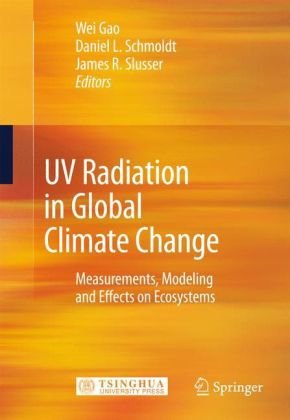 Wei Gao
Daniel L. Schmoldt
James R. Slusser
Editors
UV Radiation
in Global
Climate Change
Measurements, Modeling
and Effects on Ecosystems
TSINGHUA
UNIVERSITY PRESS
Springer